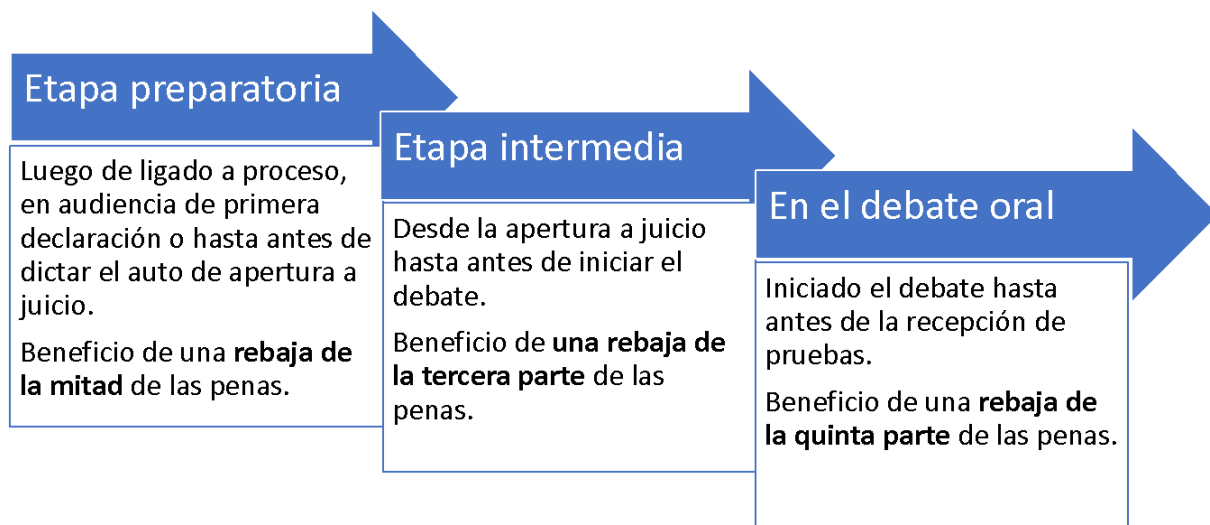 Etapa preparatoria
Luego de ligado a proceso,
en audiencia de primera
declaración o hasta antes de
dictar el auto de apertura a
juicio.
Beneficio de una rebaja de
la mitad de las penas.
Etapa intermedia
Desde la apertura a juicio
hasta antes de iniciar el
debate.
Beneficio de una rebaja de
la tercera parte de las
penas.
En el debate oral
Iniciado el debate hasta
antes de la recepción de
pruebas.
Beneficio de una rebaja de
la quinta parte de las penas.